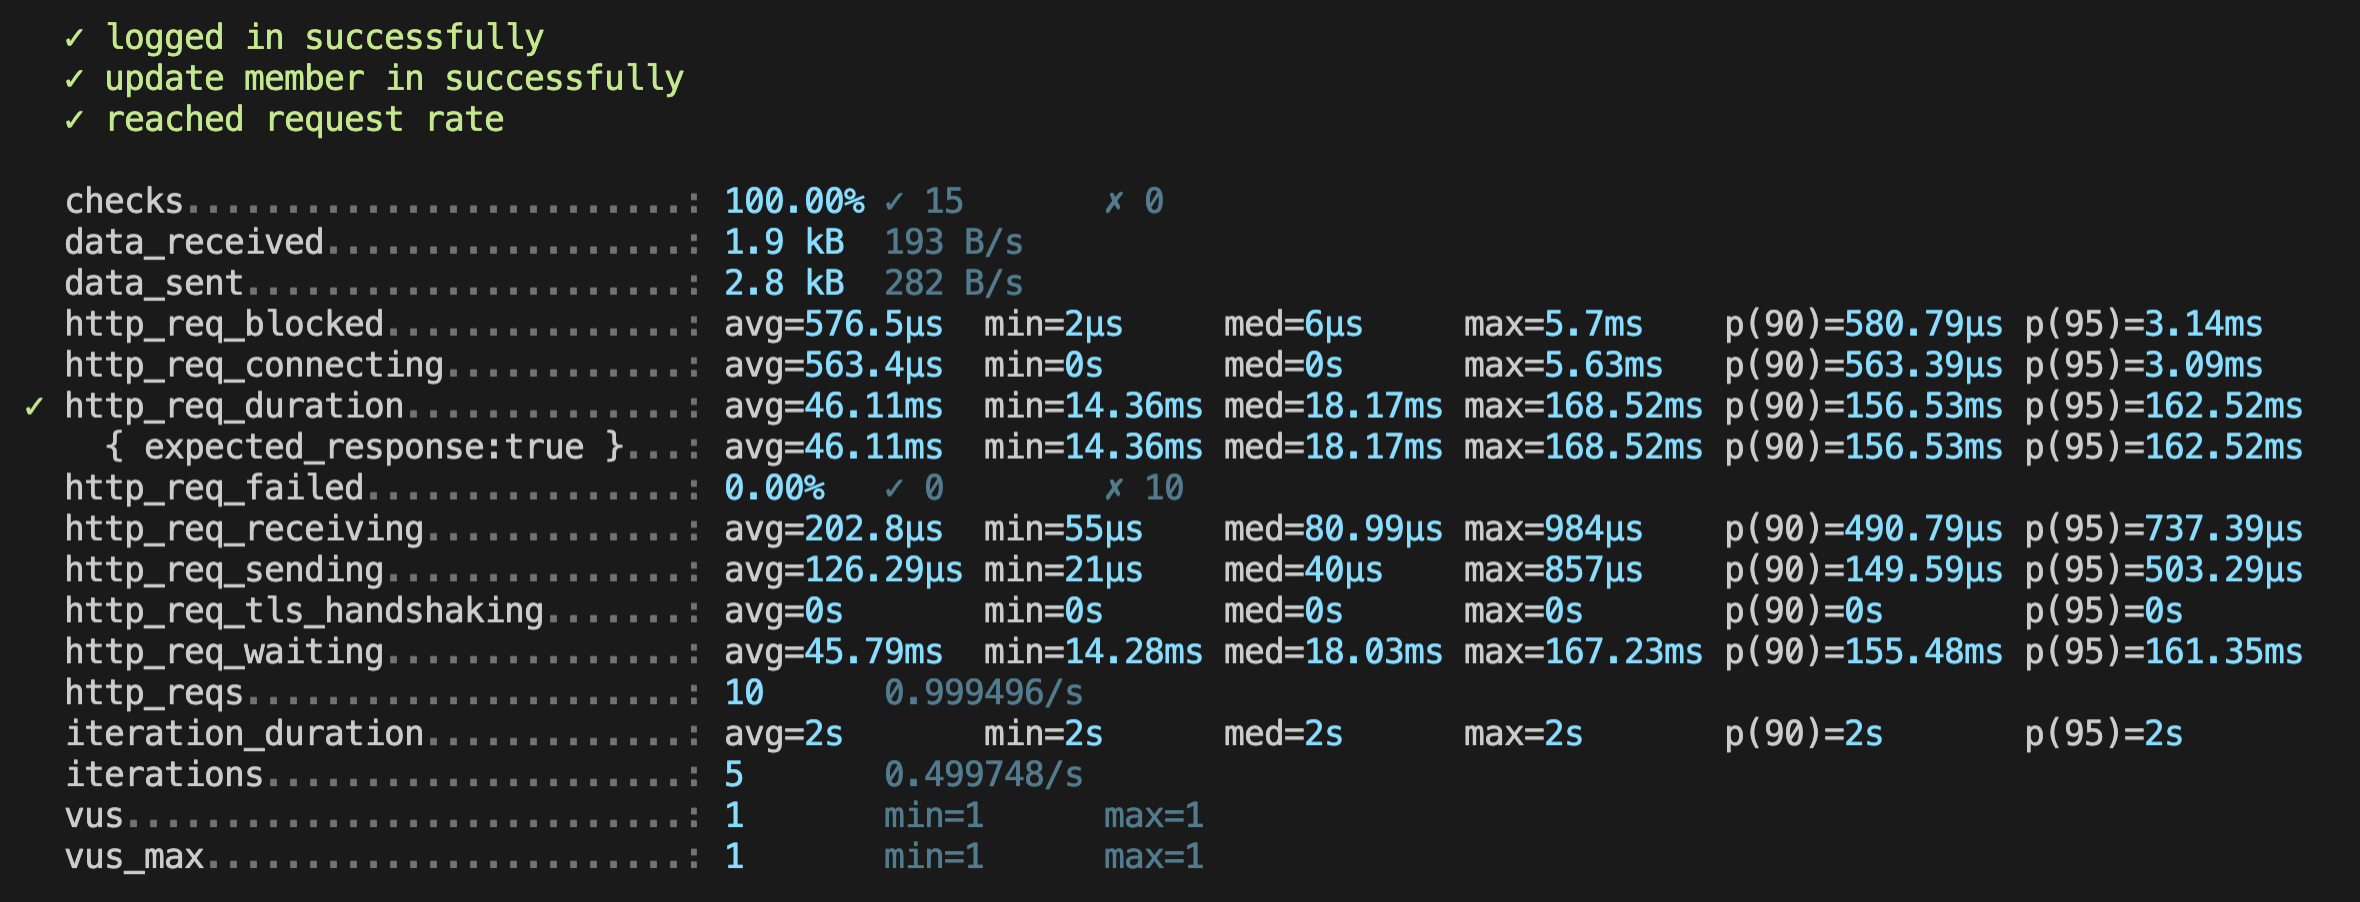 ✓ logged in successfully
✓ update member in successfully
✓ reached request rate
checks.........................: 100.00% ✓ 15       ✗ 0
data_received..................: 1.9 kB  193 B/s
data_sent......................: 2.8 kB  282 B/s
http_req_blocked...............: avg=576.5µs  min=2µs     med=6µs     max=5.7ms    p(90)=580.79µs p(95)=3.14ms
http_req_connecting............: avg=563.4µs  min=0s      med=0s      max=5.63ms   p(90)=563.39µs p(95)=3.09ms
✓ http_req_duration..............: avg=46.11ms  min=14.36ms med=18.17ms max=168.52ms p(90)=156.53ms p(95)=162.52ms
{ expected_response:true }...: avg=46.11ms  min=14.36ms med=18.17ms max=168.52ms p(90)=156.53ms p(95)=162.52ms
http_req_failed................: 0.00%   ✓ 0        ✗ 10
http_req_receiving.............: avg=202.8µs  min=55µs    med=80.99µs max=984µs    p(90)=490.79µs p(95)=737.39µs
http_req_sending...............: avg=126.29µs min=21µs    med=40µs    max=857µs    p(90)=149.59µs p(95)=503.29µs
http_req_tls_handshaking.......: avg=0s       min=0s      med=0s      max=0s       p(90)=0s       p(95)=0s
http_req_waiting...............: avg=45.79ms  min=14.28ms med=18.03ms max=167.23ms p(90)=155.48ms p(95)=161.35ms
http_reqs......................: 10      0.999496/s
iteration_duration.............: avg=2s       min=2s      med=2s      max=2s       p(90)=2s       p(95)=2s
iterations.....................: 5       0.499748/s
vus............................: 1       min=1      max=1
vus_max........................: 1       min=1      max=1